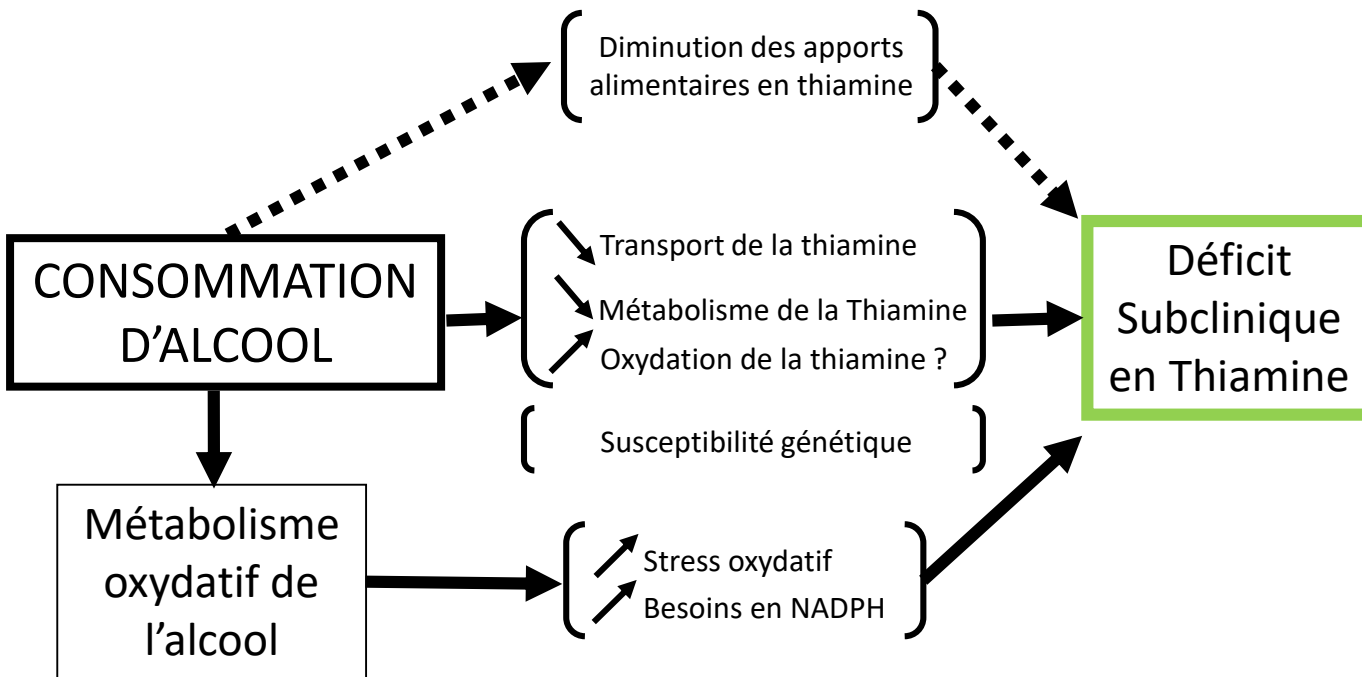 Diminution des apports
alimentaires en thiamine
CONSOMMATION
D’ALCOOL
Transport de la thiamine
Métabolisme de la Thiamine
Oxydation de la thiamine ?
Déficit
Subclinique
en Thiamine
Susceptibilité génétique
Métabolisme
oxydatif de
l’alcool
Stress oxydatif
Besoins en NADPH